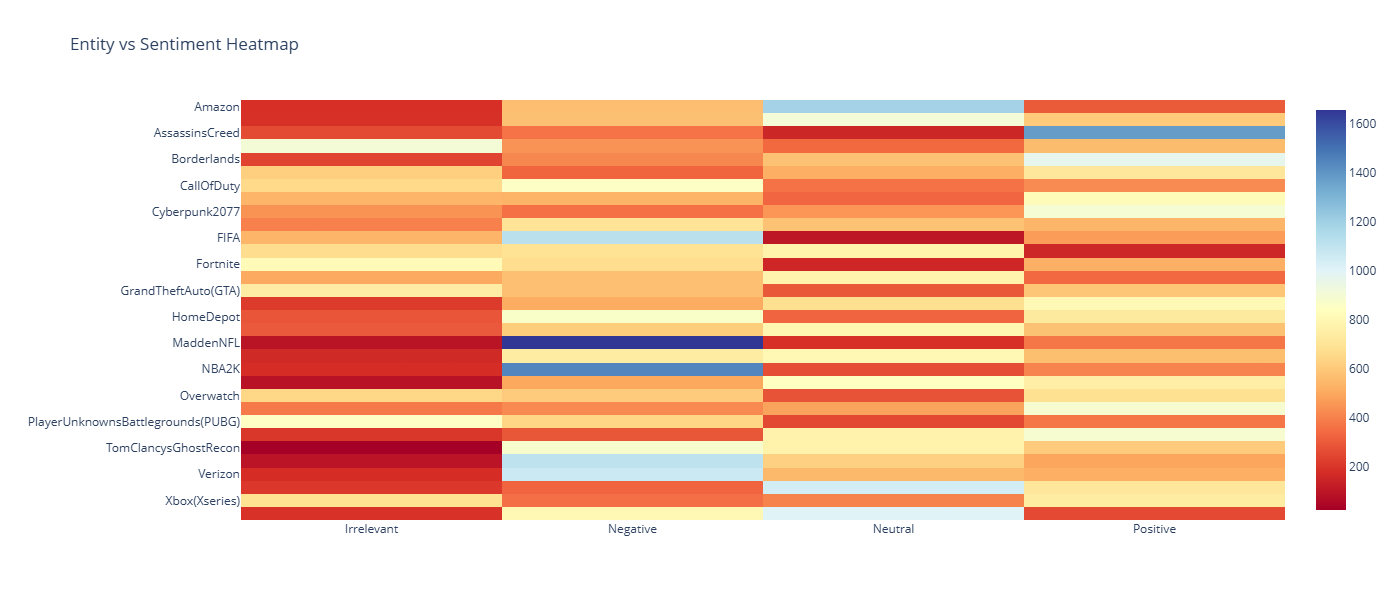 Entity vs Sentiment Heatmap
Amazon
AssassinsCreed
Borderlands
CallOfDuty
Cyberpunk2077
FIFA
Fortnite
GrandTheftAuto(GTA)
HomeDepot
MaddenNFL
NBA2K
Overwatch
PlayerUnknownsBattlegrounds(PUBG)
TomClancysGhostRecon
Verizon
Xbox(Xseries)
Irrelevant Negative Neutral Positive
1600
1400
1200
1000
800
600
400
200